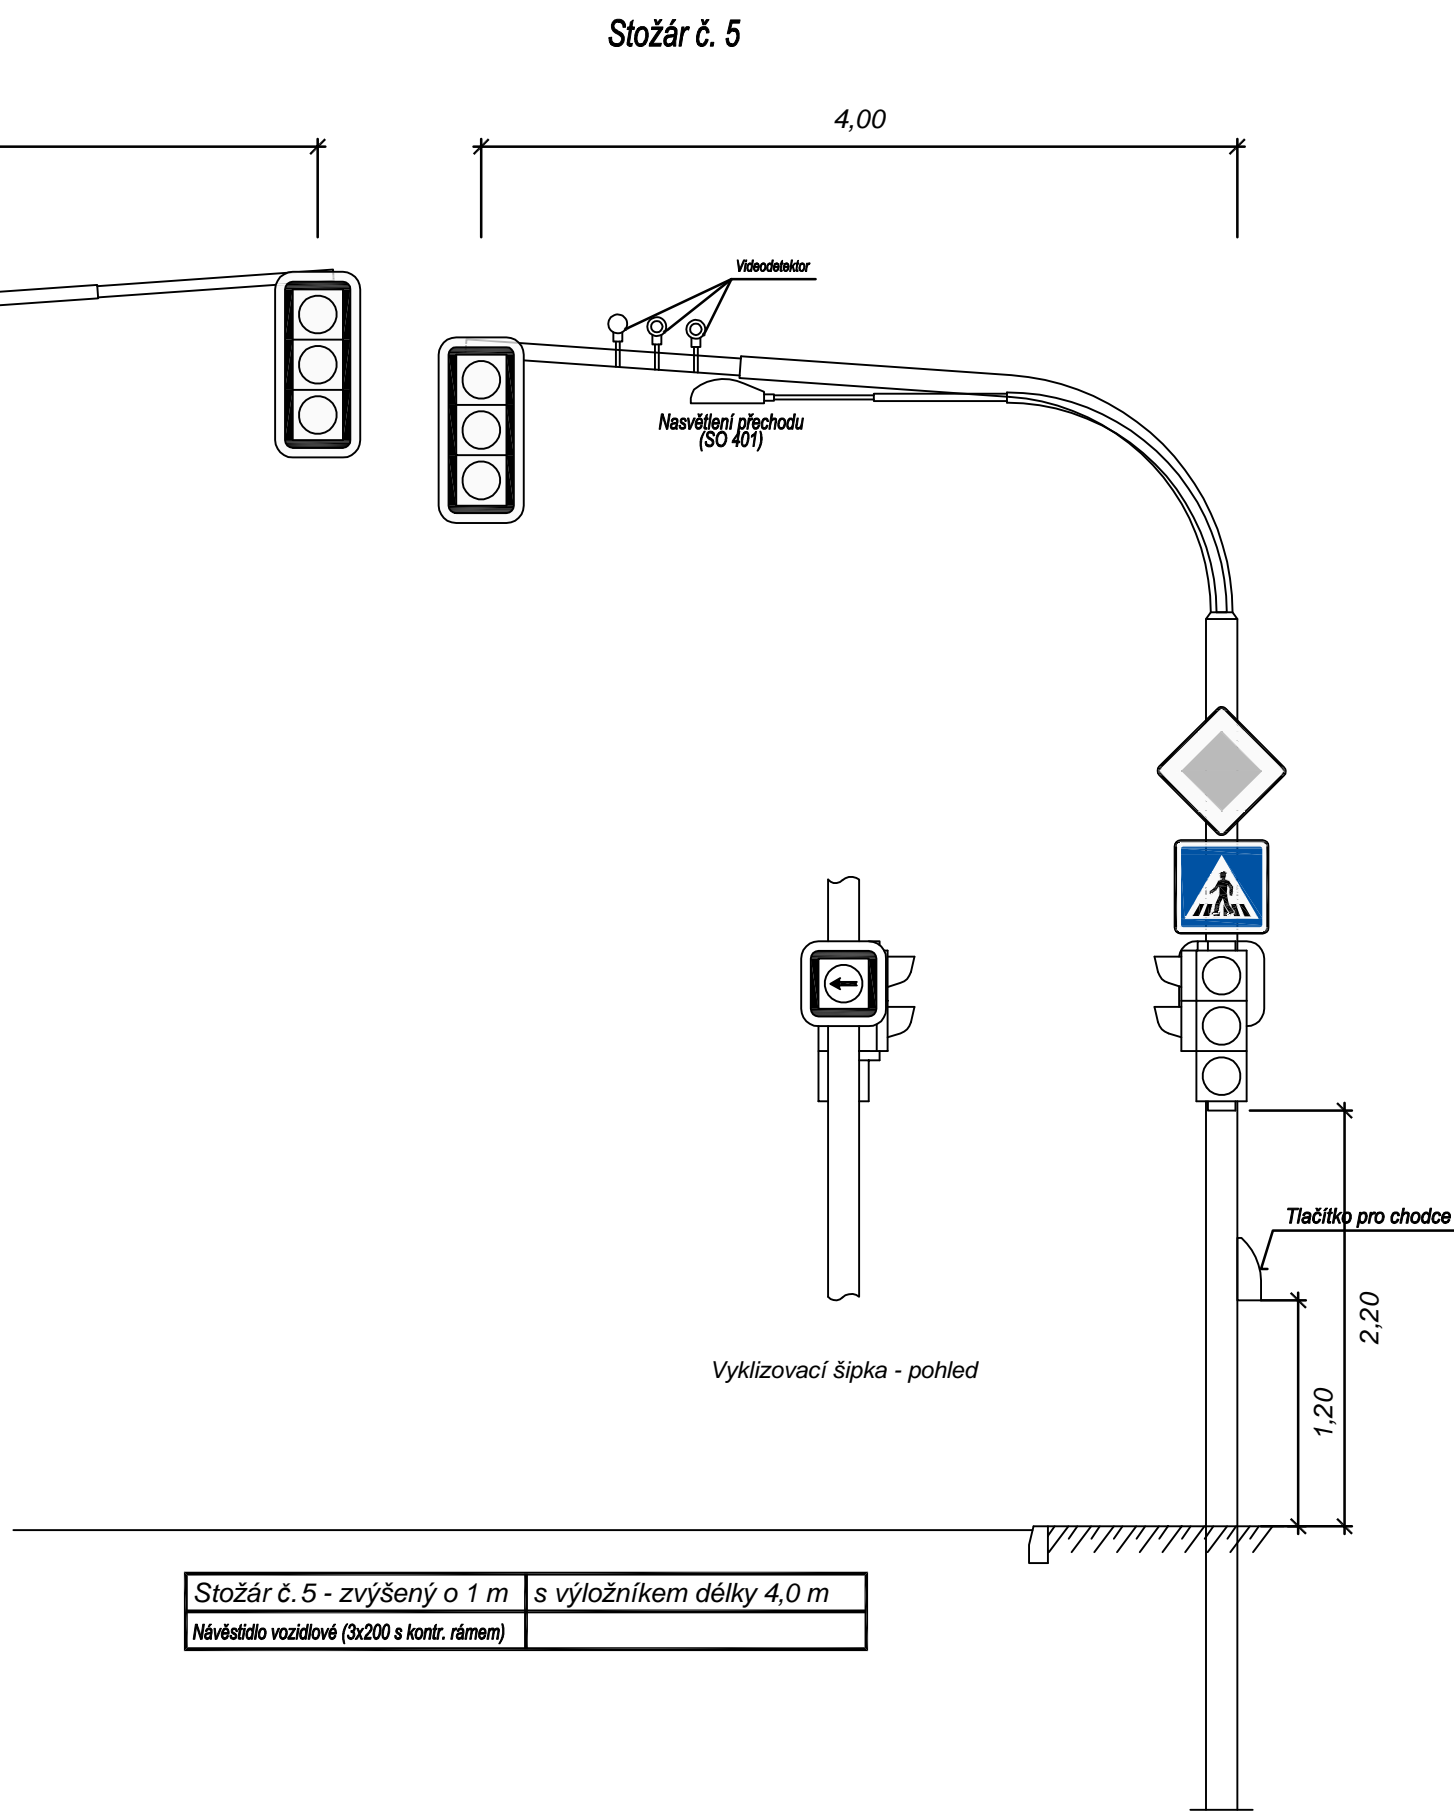 Stožár č. 5
4,00
Videodetektor
Nasvětlení přechodu
(SO 401)
Tlačítko pro chodce
2,20
1,20
Vyklizovací šipka - pohled
Stožár č.5 - zvýšený o 1 m s výložníkem délky 4,0 m
Návěstidlo vozidlové (3x200 s kontr. rámem)